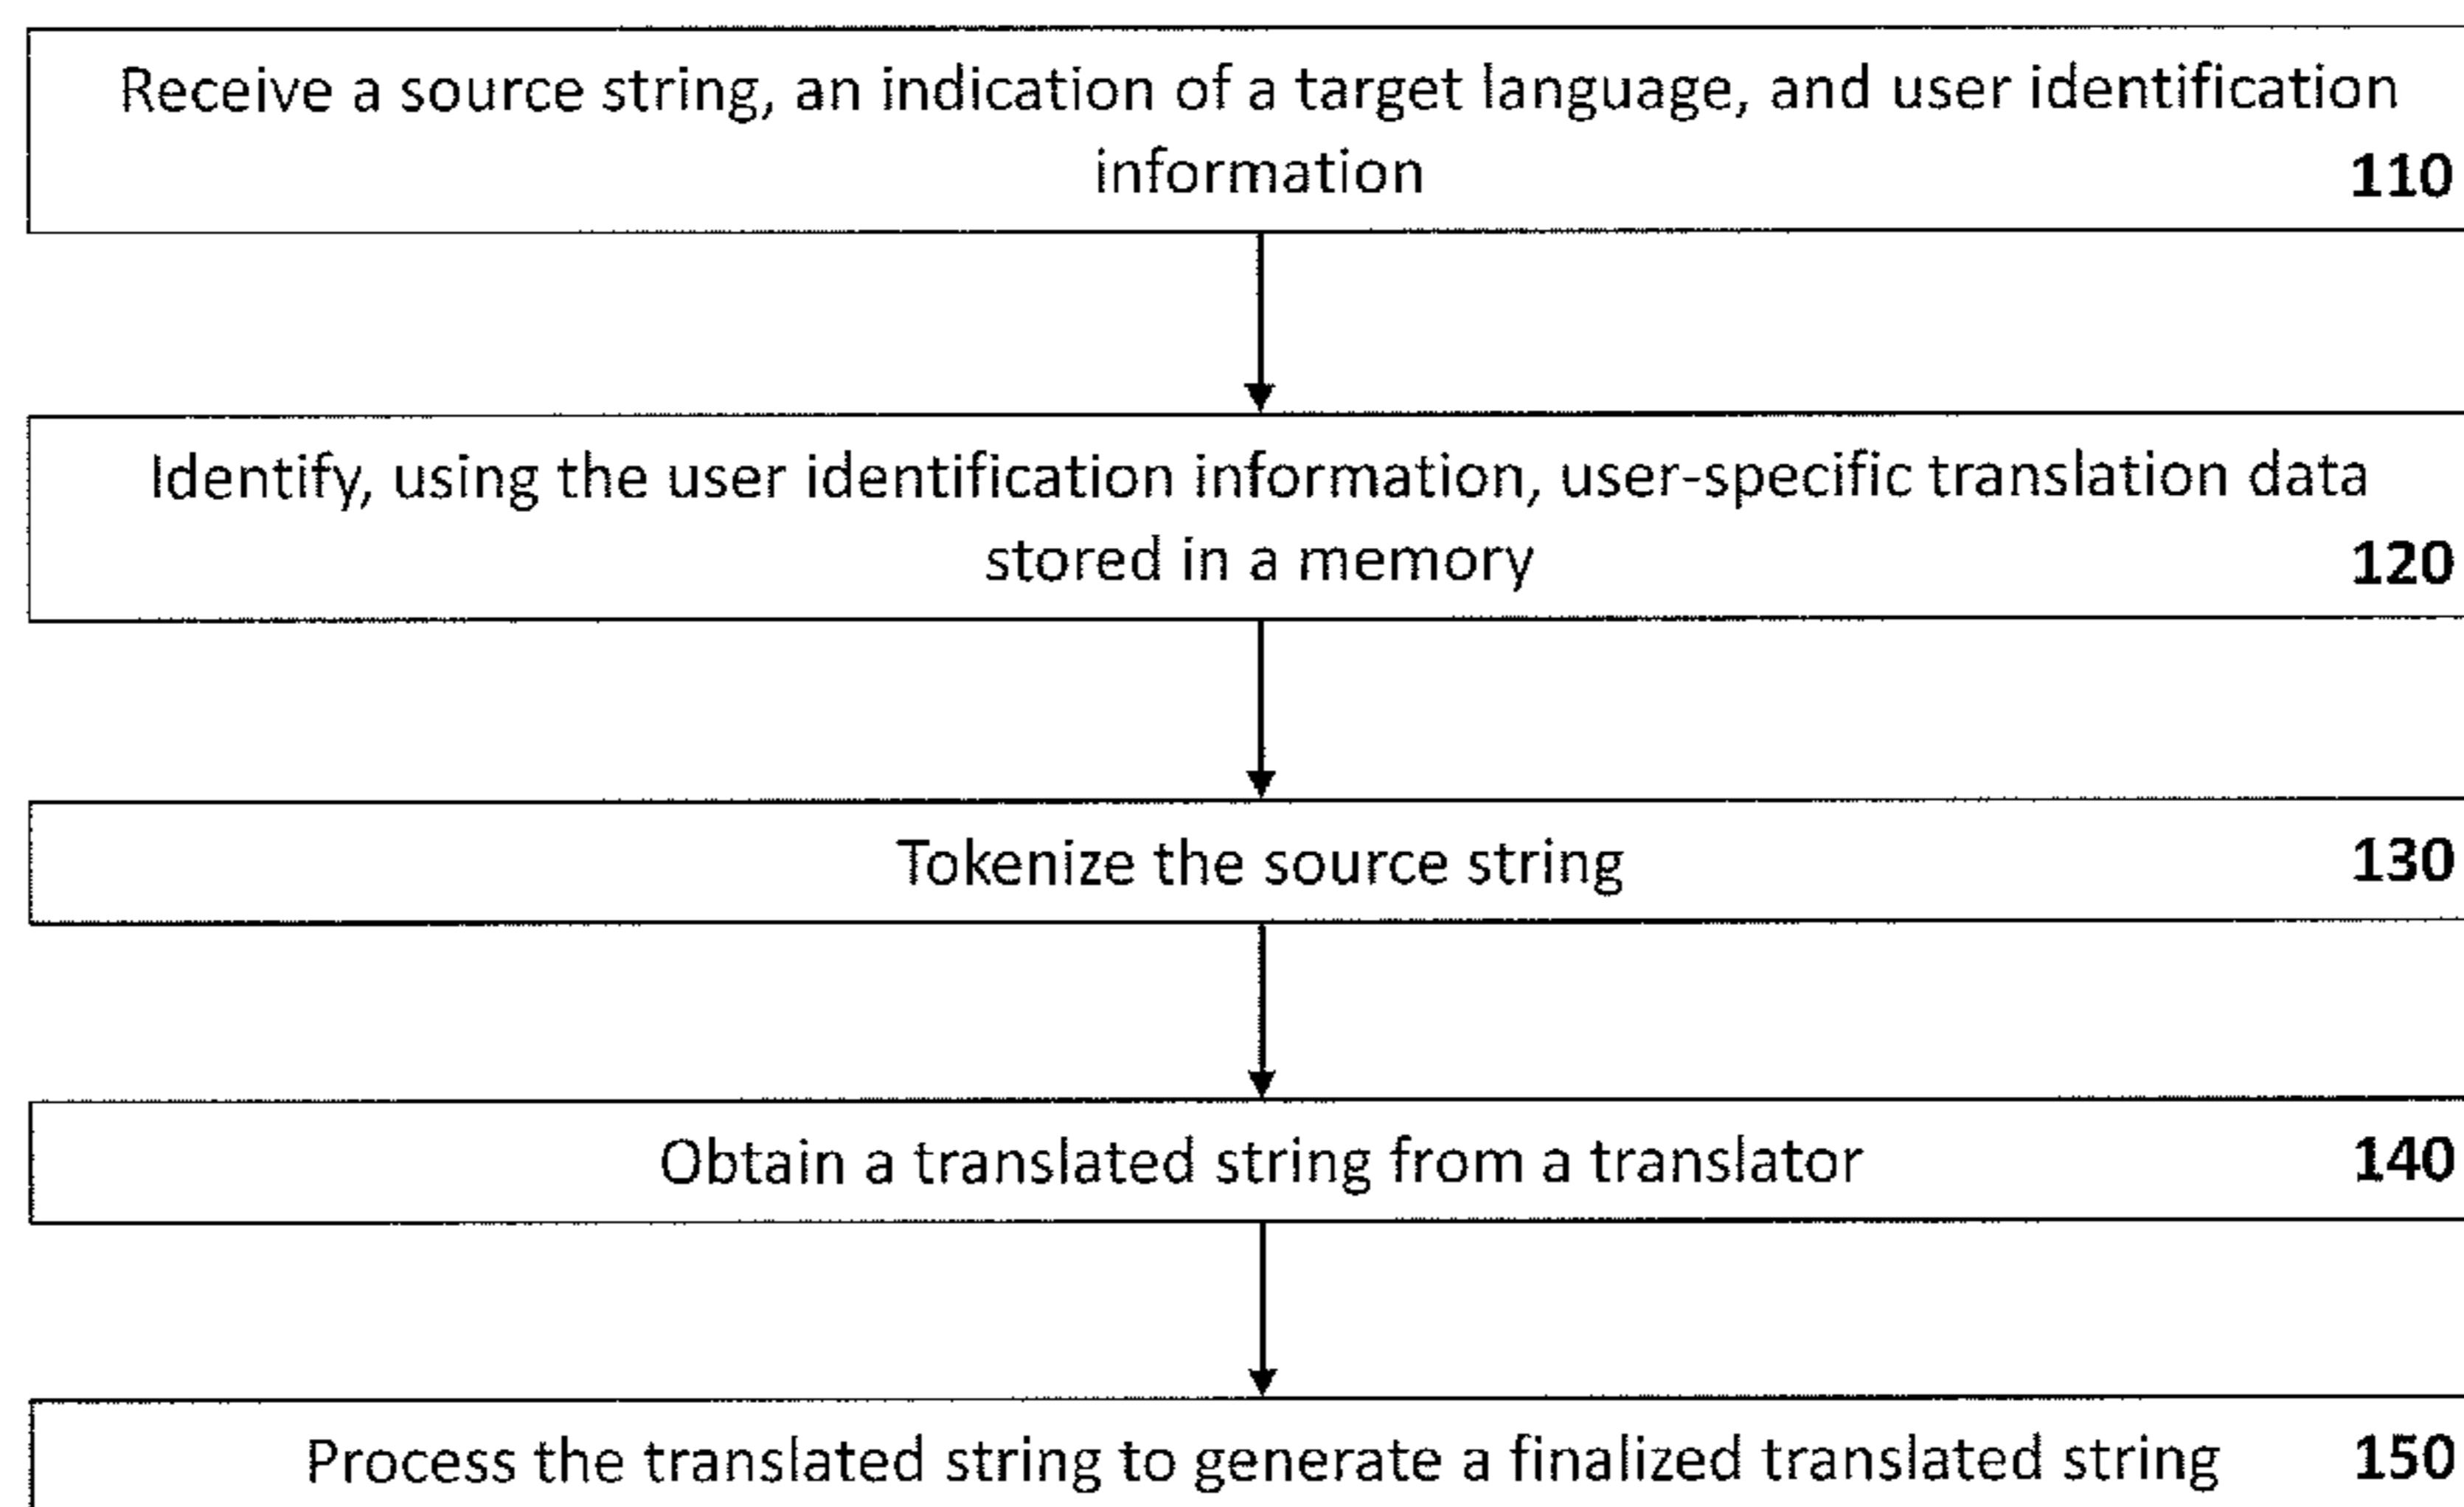 Receive a source string, an indication of a target language, and user identification
information 110
Identify, using the user identification information, user-specific translation data
stored in a memory 120
Tokenize the source string 130
Obtain a translated string from a translator 140
Process the translated string to generate a finalized translated string 150